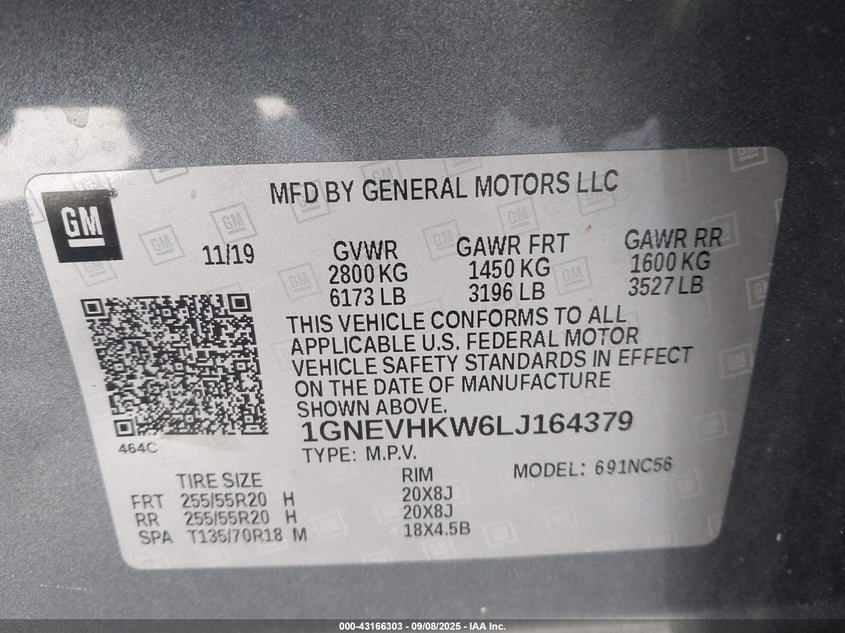 MFD BY GENERAL MOTORS LLC
GM
11/19
GVWR GAWR FRT GAWR RR
2800 KG 1450 KG 1600 KG
6173 LB 3196 LB 3527 LB
THIS VEHICLE CONFORMS TO ALL
APPLICABLE U.S. FEDERAL MOTOR
VEHICLE SAFETY STANDARDS IN EFFECT
ON THE DATE OF MANUFACTURE
SHOWN ABOVE.
464C
1GNEVHKW6LJ164379
TYPE: M.P.V.
MODEL: 691NC56
TIRE SIZE RIM
FRT 255/55R20 H 20X8J
RR 255/55R20 H 20X8J
SPA T135/70R18 M 18X4.5B
000-43166303 - 09/08/2025 - IAA Inc.